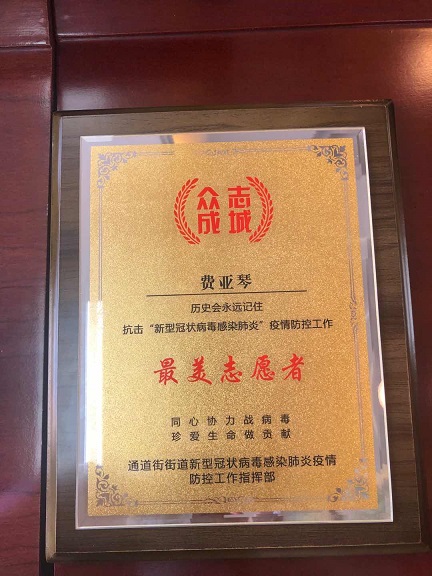 众志
成城
费亚琴
历史会永远记住
抗击“新型冠状病毒感染肺炎”疫情防控工作
最美志愿者
同心协力战病毒
珍爱生命做贡献
通道街街道新型冠状病毒感染肺炎疫情
防控工作指挥部